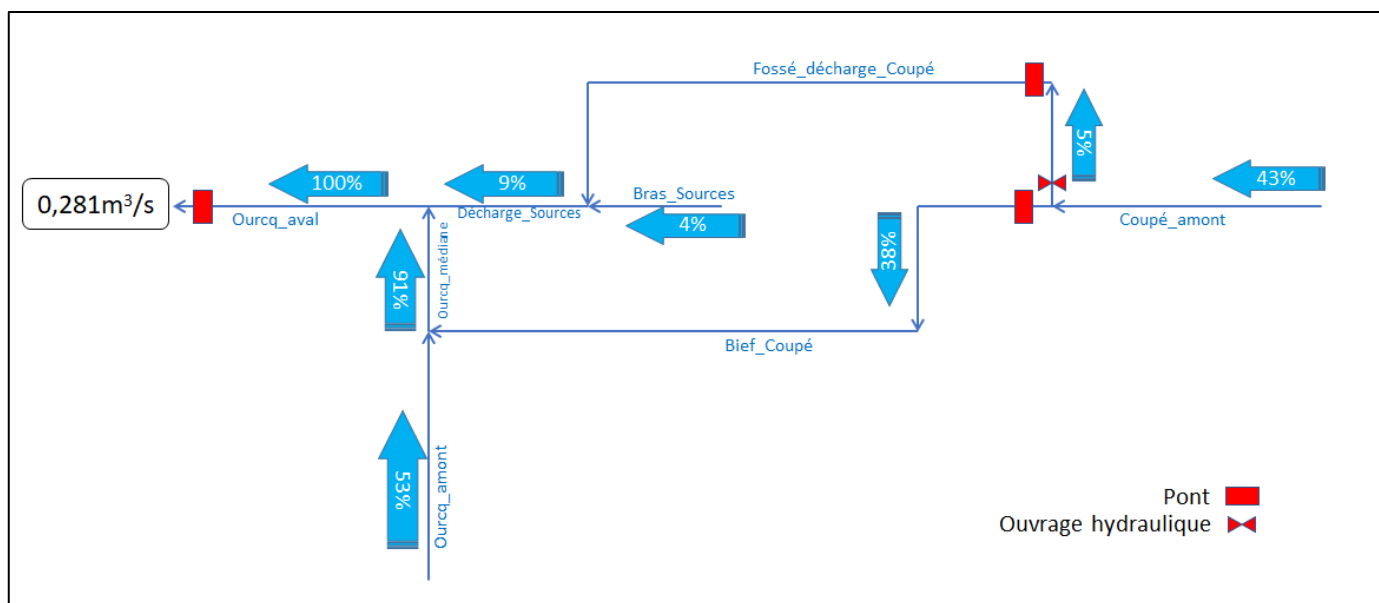 Fossé_décharge_Coupé
5%
43%
100%
9%
Bras_Sources
0,281m³/s
Ourcq_aval
Décharge_Sources
4%
Coupé_amont
Ourcq_médiane
38%
91%
Bief_Coupé
53%
Ourcq_amont
Pont
Ouvrage hydraulique